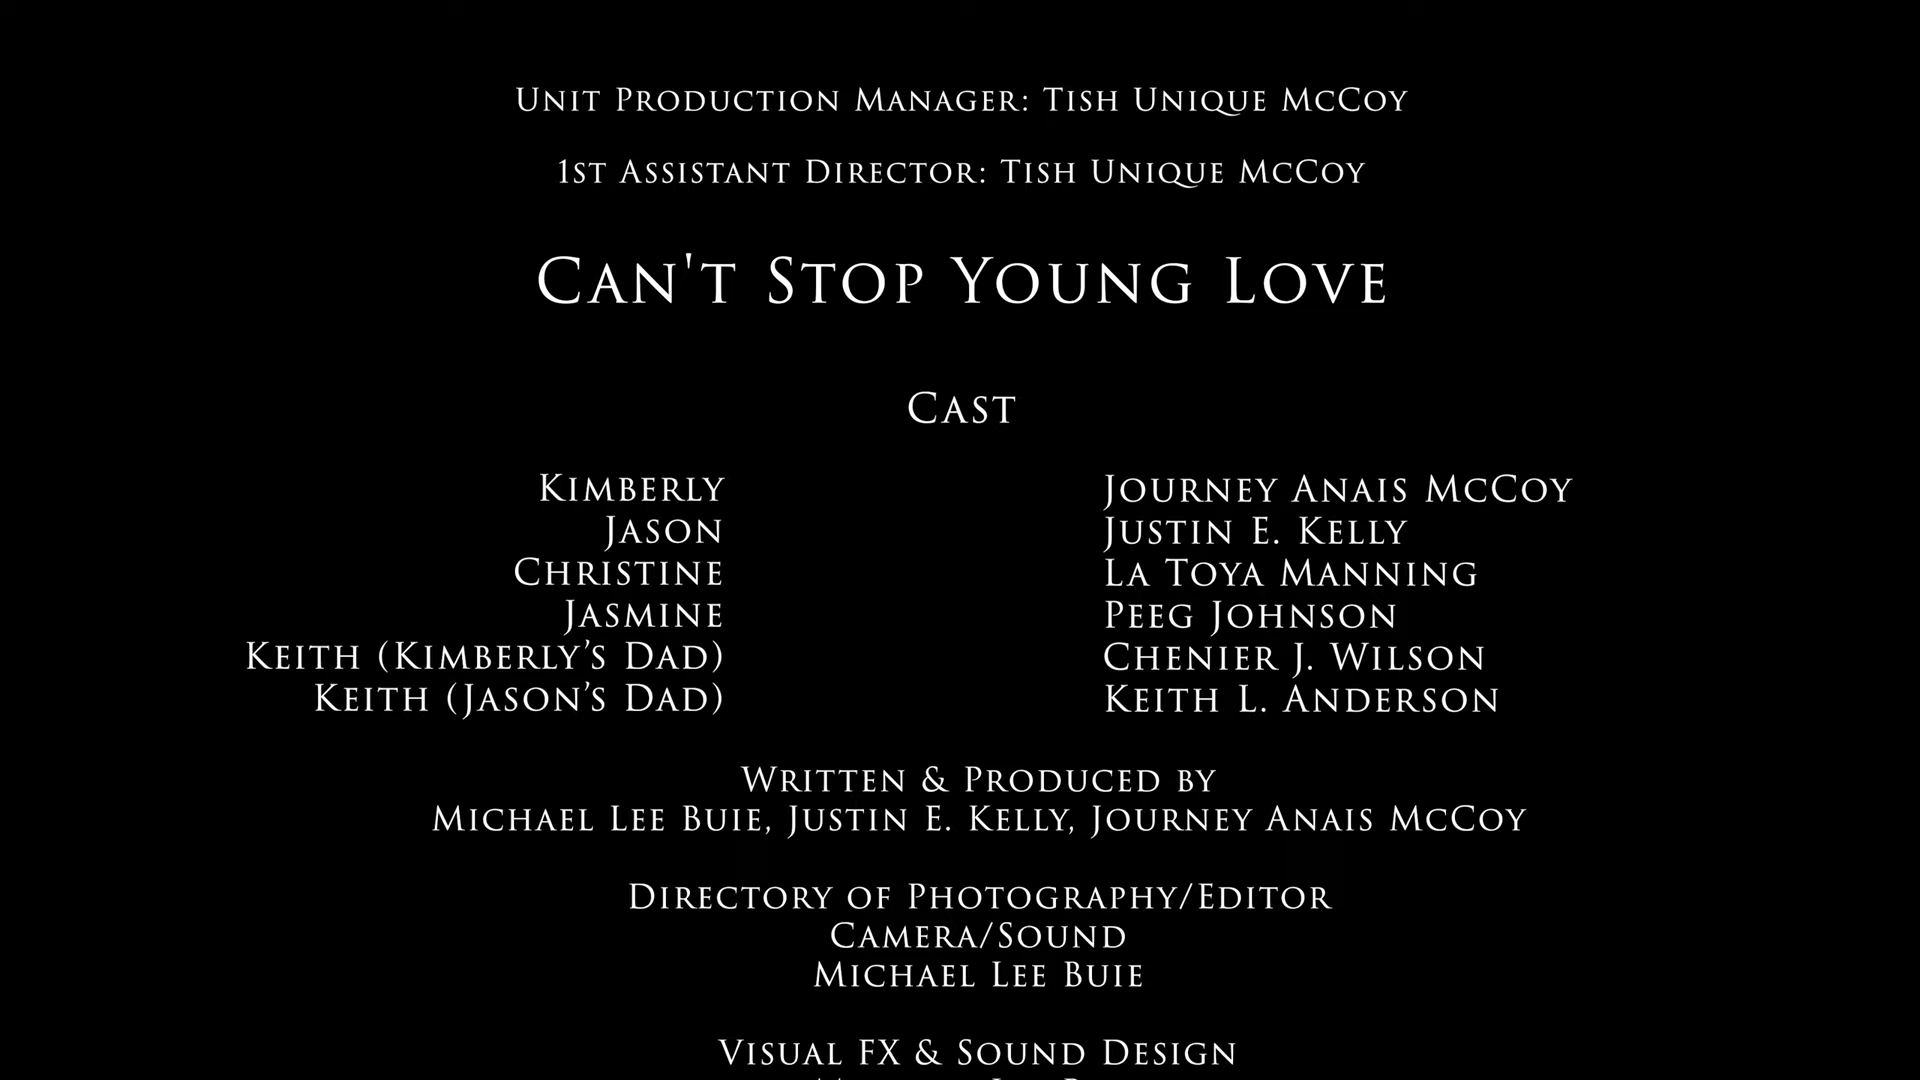 Unit Production Manager: Tish Unique McCoy
1st Assistant Director: Tish Unique McCoy
Can't Stop Young Love
Cast
Kimberly Journey Anais McCoy
Jason Justin E. Kelly
Christine La Toya Manning
Jasmine Peeg Johnson
Keith (Kimberly’s Dad) Chenier J. Wilson
Keith (Jason’s Dad) Keith L. Anderson
Written & Produced by
Michael Lee Buie, Justin E. Kelly, Journey Anais McCoy
Directory of Photography/Editor
Camera/Sound
Michael Lee Buie
Visual FX & Sound Design